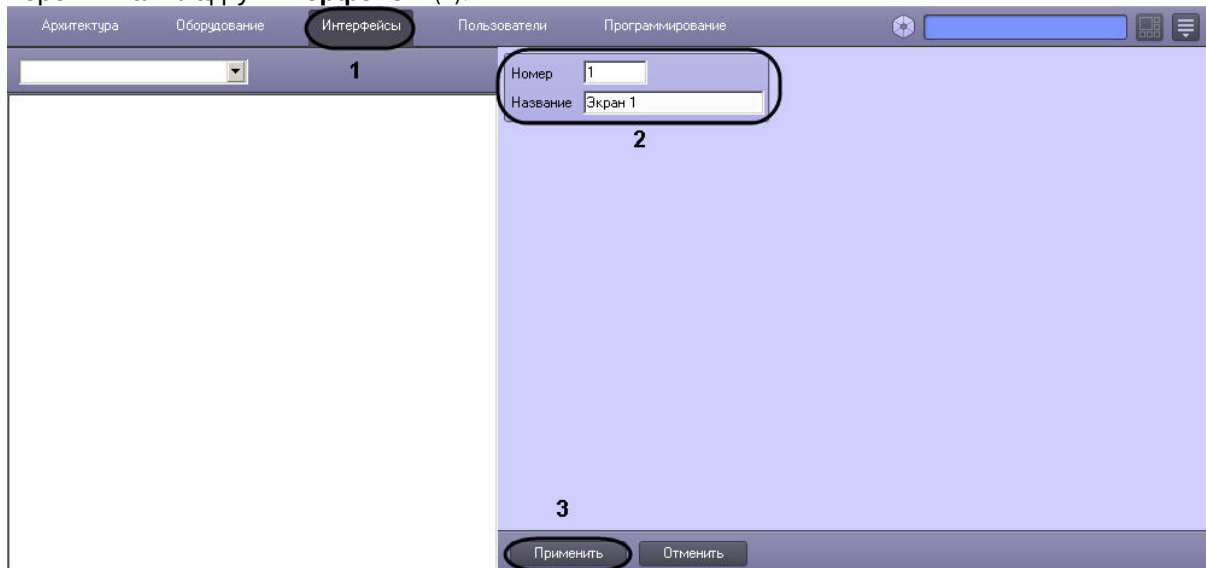 Архитектура Оборудование Интерфейсы Пользователи Программирование
1
Номер 1
Название Экран 1
2
3
Применить Отменить